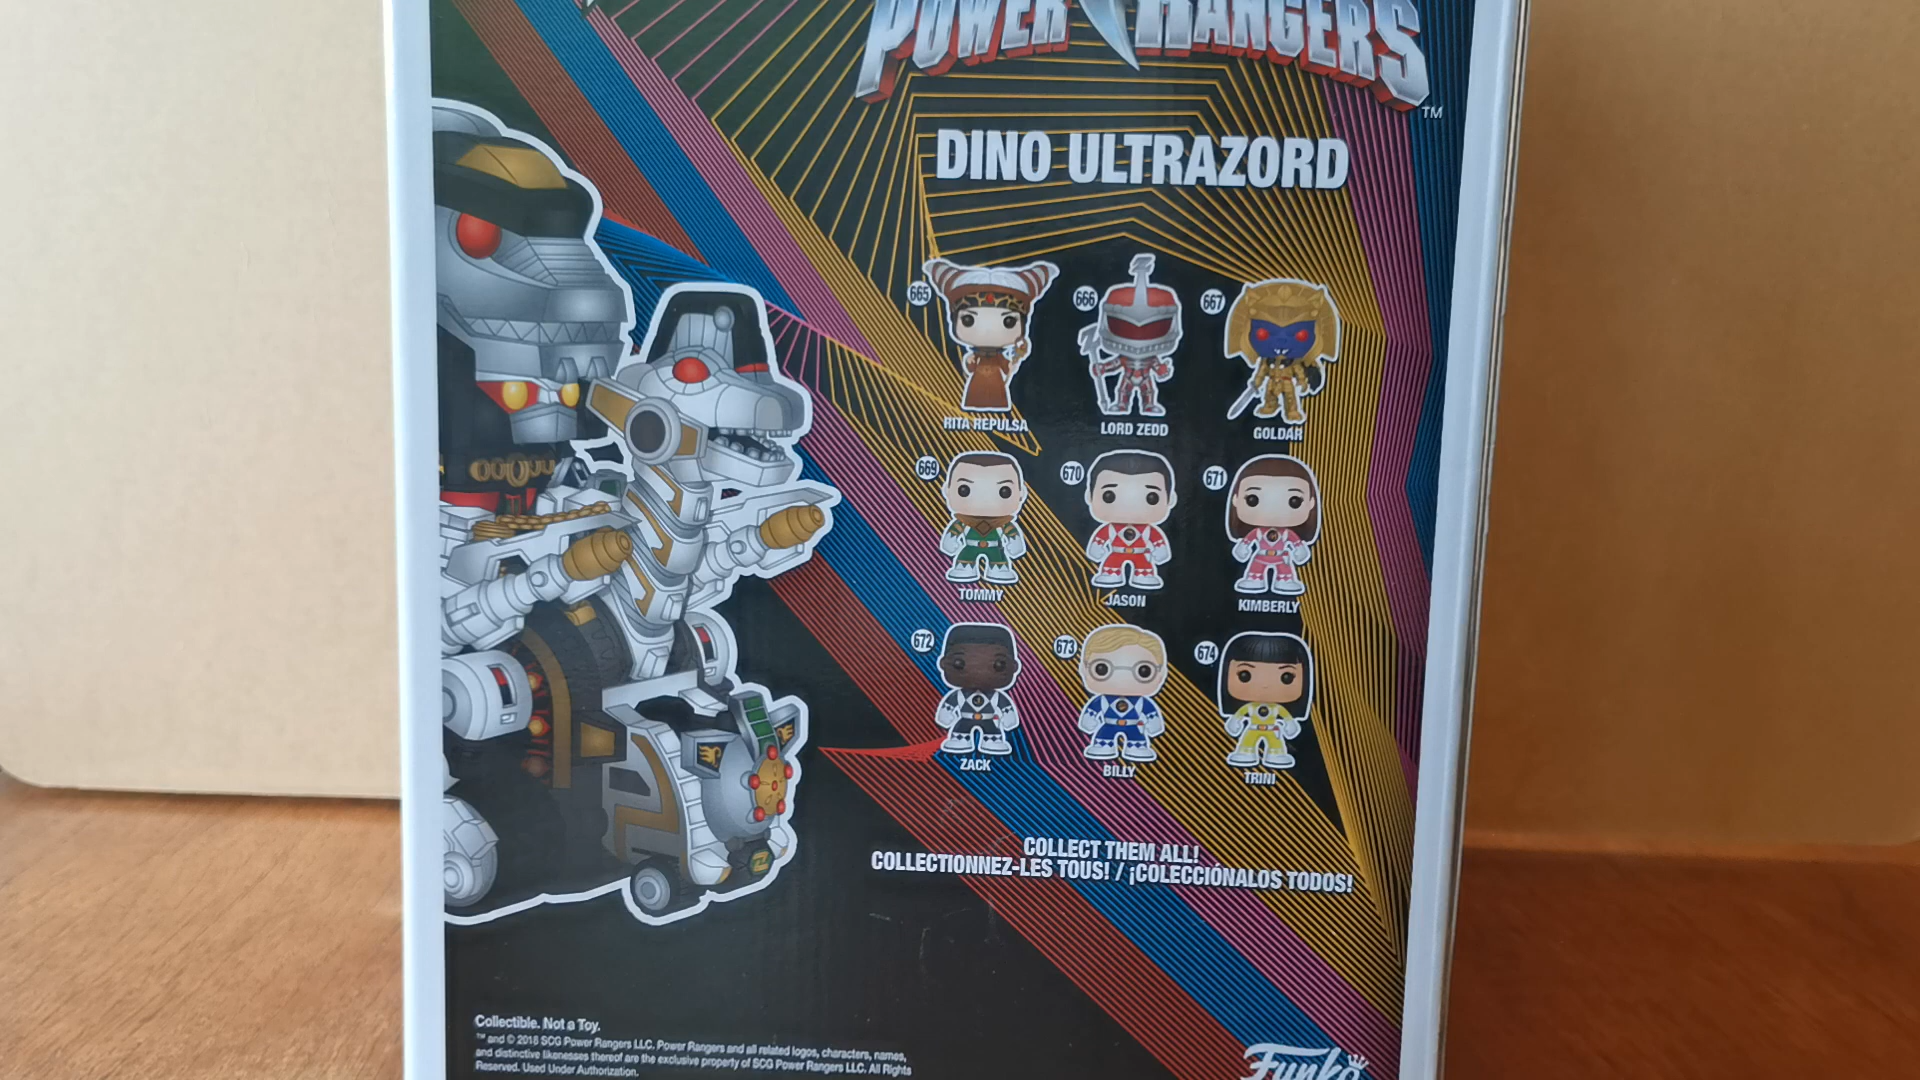 POWER RANGERS
TM
DINO ULTRAZORD
665
666
667
RITA REPULSA
LORD ZEDD
GOLDAR
669
670
671
TOMMY
JASON
KIMBERLY
672
673
674
ZACK
BILLY
TRINI
COLLECT THEM ALL!
COLLECTIONNEZ-LES TOUS! / ¡COLECCIÓNALOS TODOS!
Collectible. Not a Toy.
™ and © 2018 SCG Power Rangers LLC. Power Rangers and all related logos, characters, names,
and distinctive likenesses thereof are the exclusive property of SCG Power Rangers LLC. All Rights
Reserved. Used Under Authorization.
Funko